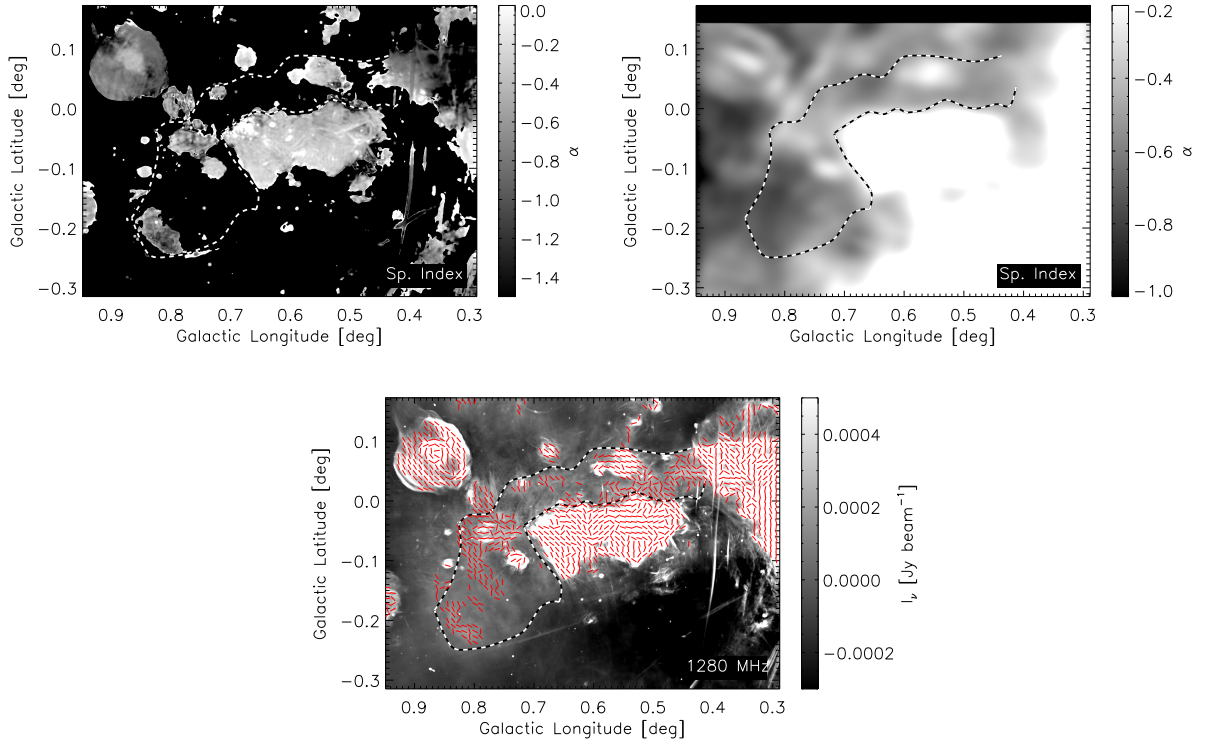 0.1
0.0
−0.1
−0.2
−0.3
Galactic Latitude [deg]
0.9 0.8 0.7 0.6 0.5 0.4 0.3
Galactic Longitude [deg]
Sp. Index
0.0
−0.2
−0.4
−0.6
−0.8
−1.0
−1.2
−1.4
α
0.1
0.0
−0.1
−0.2
−0.3
Galactic Latitude [deg]
0.9 0.8 0.7 0.6 0.5 0.4 0.3
Galactic Longitude [deg]
Sp. Index
−0.2
−0.4
−0.6
−0.8
−1.0
α
0.1
0.0
−0.1
−0.2
−0.3
Galactic Latitude [deg]
0.9 0.8 0.7 0.6 0.5 0.4 0.3
Galactic Longitude [deg]
1280 MHz
0.0004
0.0002
0.0000
−0.0002
I_ν [Jy beam⁻¹]